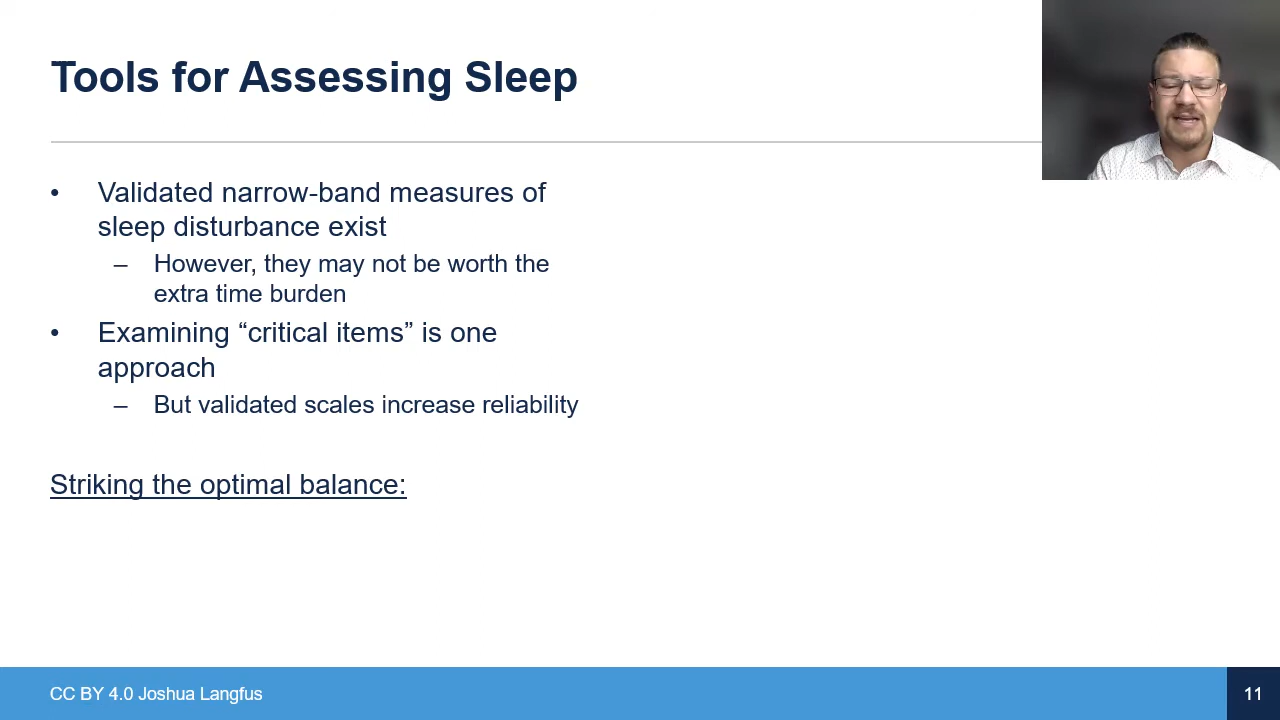 Tools for Assessing Sleep
• Validated narrow-band measures of
sleep disturbance exist
– However, they may not be worth the
extra time burden
• Examining “critical items” is one
approach
– But validated scales increase reliability
Striking the optimal balance:
CC BY 4.0 Joshua Langfus
11